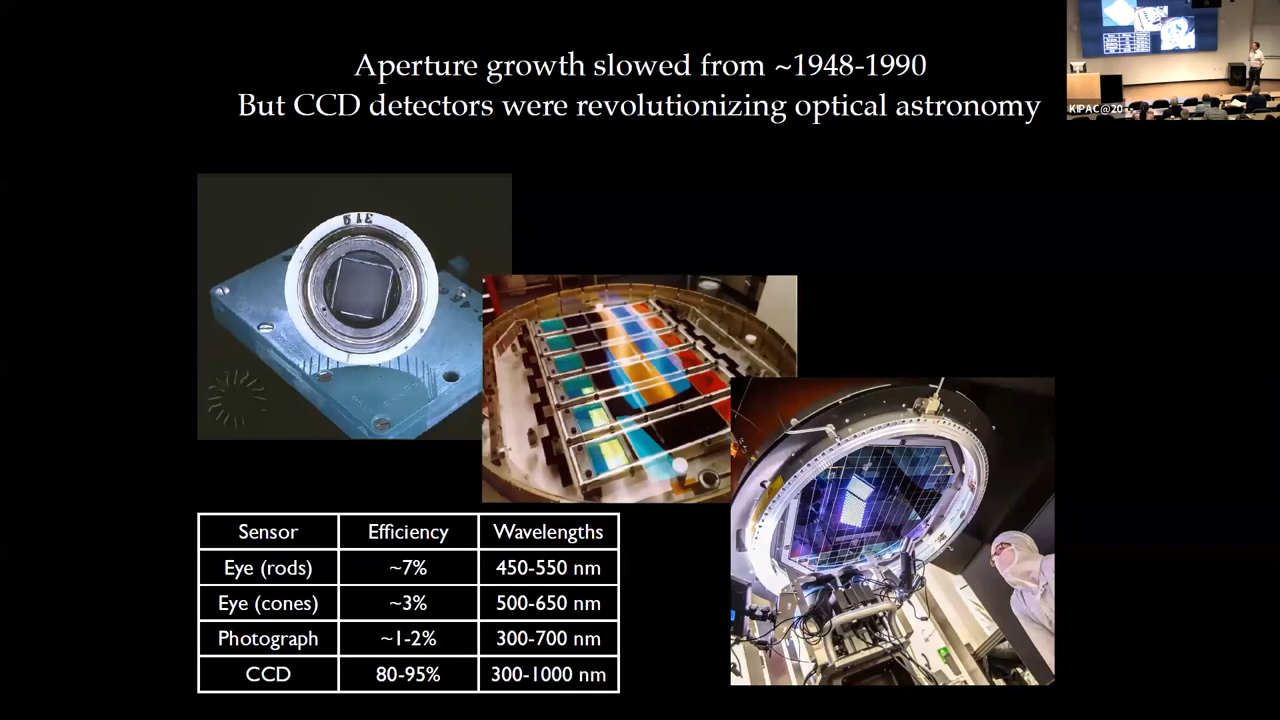 Aperture growth slowed from ~1948-1990
But CCD detectors were revolutionizing optical astronomy
KIPAC@20
Sensor Efficiency Wavelengths
Eye (rods) ~7% 450-550 nm
Eye (cones) ~3% 500-650 nm
Photograph ~1-2% 300-700 nm
CCD 80-95% 300-1000 nm